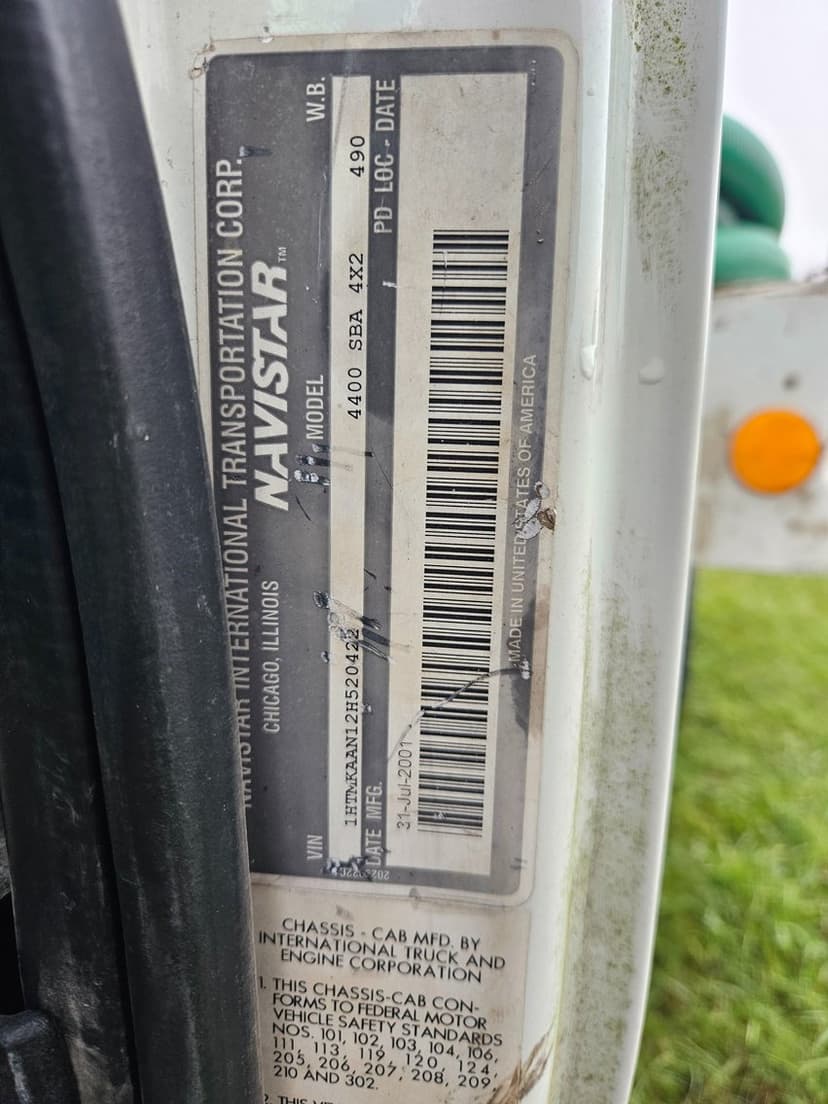 NAVISTAR INTERNATIONAL TRANSPORTATION CORP.
CHICAGO, ILLINOIS NAVISTAR™
VIN MODEL W.B.
1HTMKAAN12H520422 4400 SBA 4X2 490
DATE MFG. PD LOC - DATE
31-Jul-2001
MADE IN UNITED STATES OF AMERICA
CHASSIS - CAB MFD. BY
INTERNATIONAL TRUCK AND
ENGINE CORPORATION
1. THIS CHASSIS-CAB CON-
FORMS TO FEDERAL MOTOR
VEHICLE SAFETY STANDARDS
NOS. 101, 102, 103, 104, 106,
111, 113, 119, 120, 124,
205, 206, 207, 208, 209,
210 AND 302.